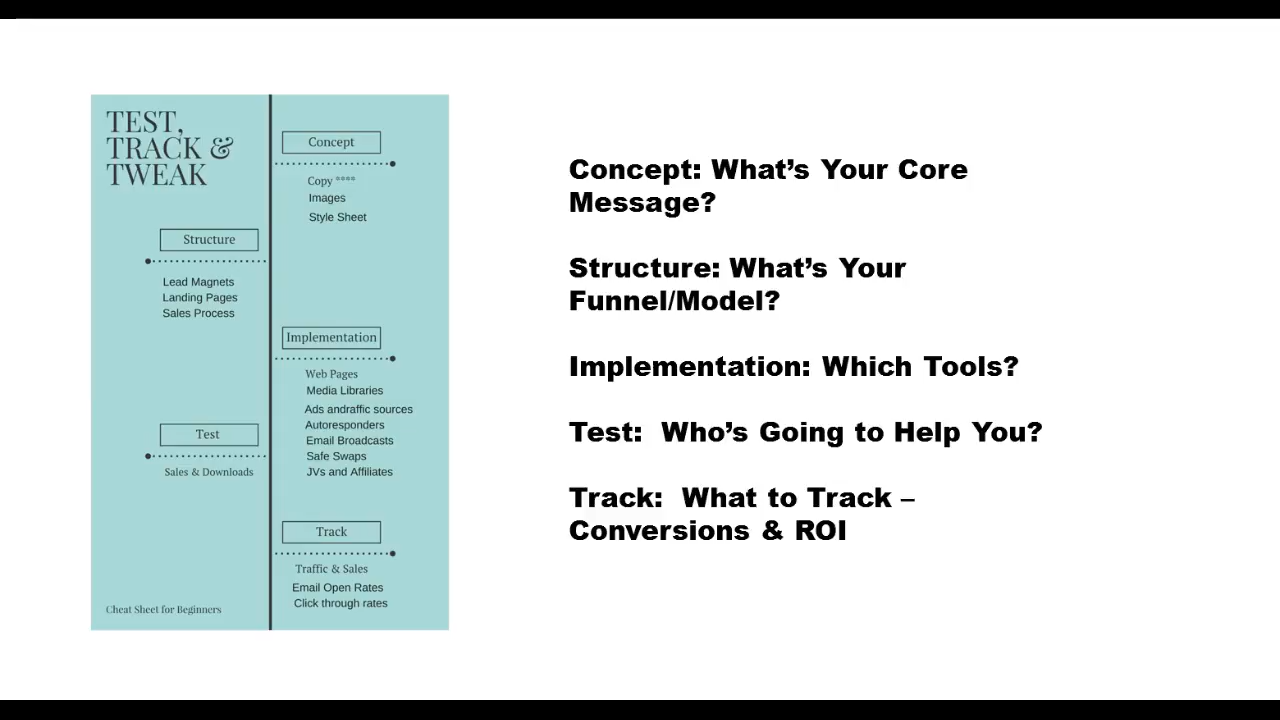 TEST,
TRACK &
TWEAK
Concept
Copy ****
Images
Style Sheet
Structure
Lead Magnets
Landing Pages
Sales Process
Implementation
Web Pages
Media Libraries
Ads andraffic sources
Autoresponders
Email Broadcasts
Safe Swaps
JVs and Affiliates
Test
Sales & Downloads
Track
Traffic & Sales
Email Open Rates
Click through rates
Cheat Sheet for Beginners
Concept: What’s Your Core
Message?
Structure: What’s Your
Funnel/Model?
Implementation: Which Tools?
Test:  Who’s Going to Help You?
Track:  What to Track –
Conversions & ROI